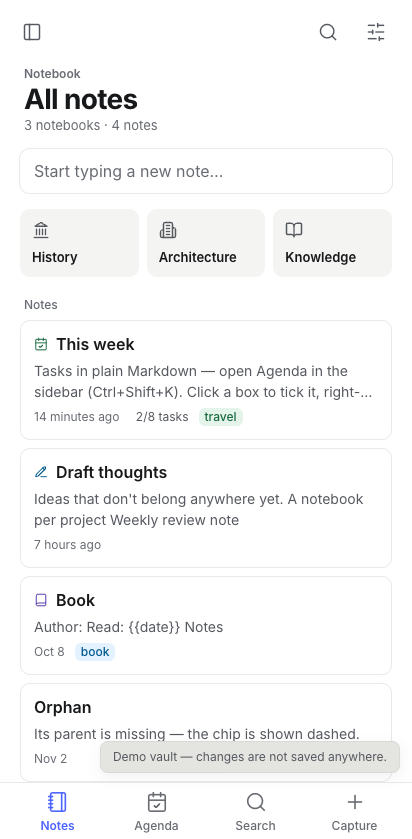 Notebook
All notes
3 notebooks · 4 notes
Start typing a new note...
History
Architecture
Knowledge
Notes
This week
Tasks in plain Markdown — open Agenda in the
sidebar (Ctrl+Shift+K). Click a box to tick it, right-...
14 minutes ago 2/8 tasks travel
Draft thoughts
Ideas that don't belong anywhere yet. A notebook
per project Weekly review note
7 hours ago
Book
Author: Read: {{date}} Notes
Oct 8 book
Orphan
Its parent is missing — the chip is shown dashed.
Nov 2
Demo vault — changes are not saved anywhere.
Notes
Agenda
Search
Capture